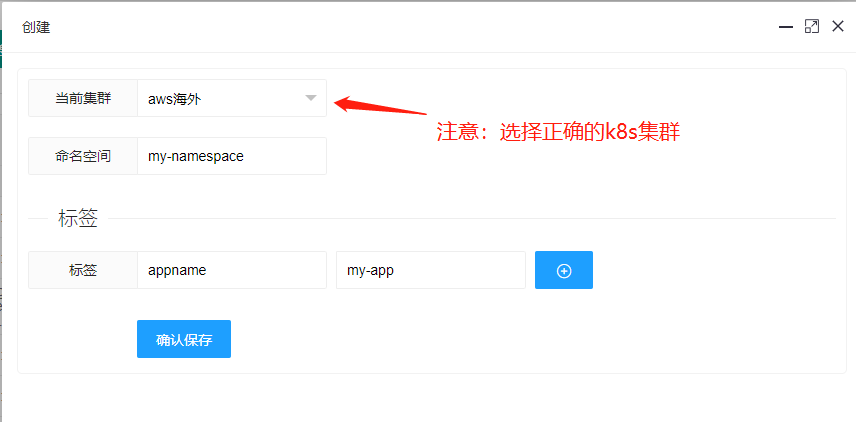 创建
当前集群 aws海外
注意：选择正确的k8s集群
命名空间 my-namespace
标签
标签 appname my-app
确认保存